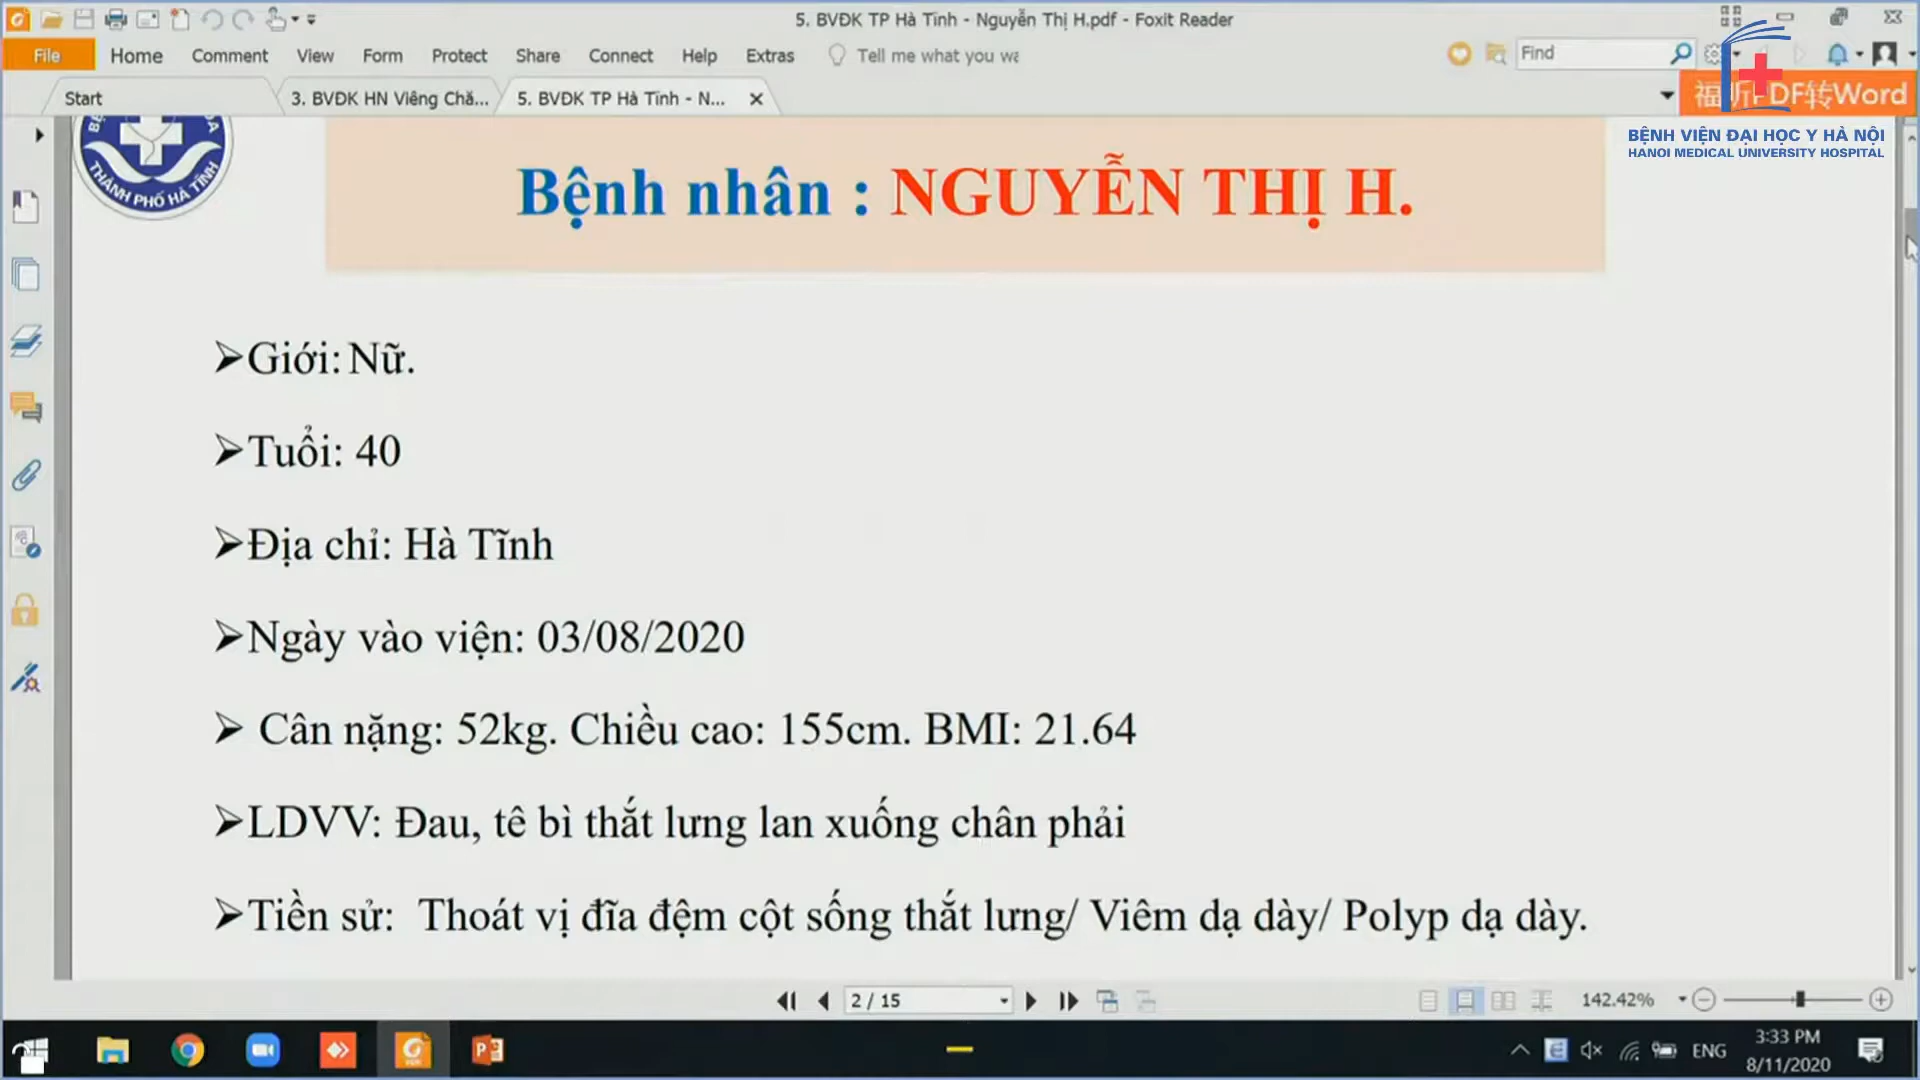 5. BVĐK TP Hà Tĩnh - Nguyễn Thị H.pdf - Foxit Reader
File Home Comment View Form Protect Share Connect Help Extras Tell me what you wa
Find
Start 3. BVĐK HN Viêng Chă... 5. BVĐK TP Hà Tĩnh - N...
PDF转Word
BỆNH VIỆN ĐẠI HỌC Y HÀ NỘI
HANOI MEDICAL UNIVERSITY HOSPITAL
THÀNH PHỐ HÀ TĨNH
Bệnh nhân : NGUYỄN THỊ H.
➢Giới: Nữ.
➢Tuổi: 40
➢Địa chỉ: Hà Tĩnh
➢Ngày vào viện: 03/08/2020
➢ Cân nặng: 52kg. Chiều cao: 155cm. BMI: 21.64
➢LDVV: Đau, tê bì thắt lưng lan xuống chân phải
➢Tiền sử: Thoát vị đĩa đệm cột sống thắt lưng/ Viêm dạ dày/ Polyp dạ dày.
2 / 15
142.42%
ENG
3:33 PM
8/11/2020